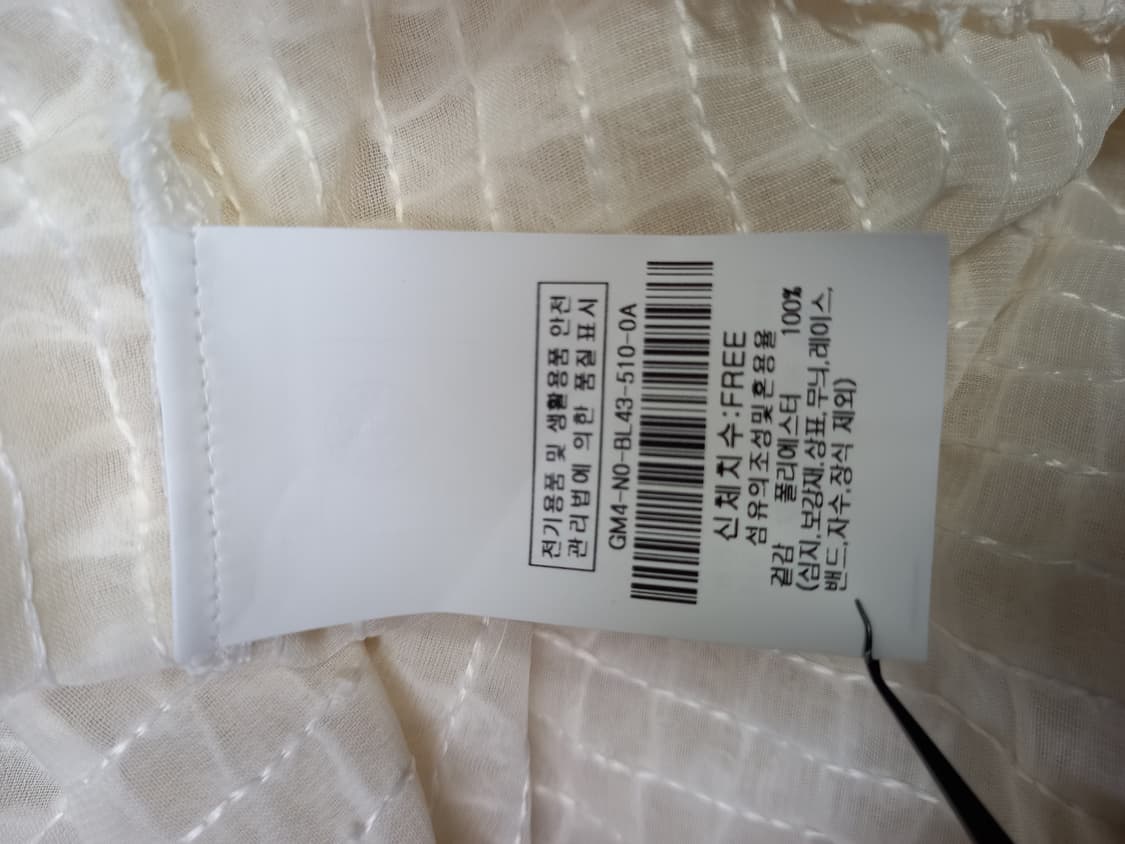 전기용품 및 생활용품 안전
관리법에 의한 품질 표시
GM4-NO-BL43-510-0A
신체치수:FREE
섬유의조성및혼용율
겉감 폴리에스터 100%
(심지,보강재,상표,무늬,레이스,
밴드,자수,장식 제외)